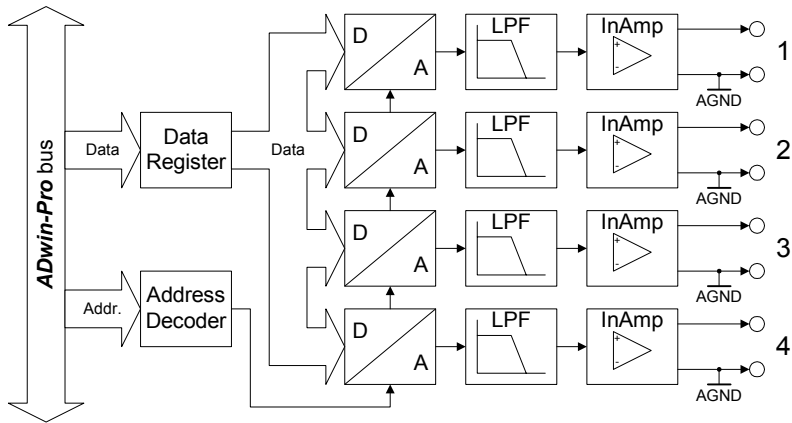 ADwin-Pro bus
Data
Data
Register
Data
Addr.
Address
Decoder
D
A
LPF
InAmp
+
-
AGND
1
D
A
LPF
InAmp
+
-
AGND
2
D
A
LPF
InAmp
+
-
AGND
3
D
A
LPF
InAmp
+
-
AGND
4